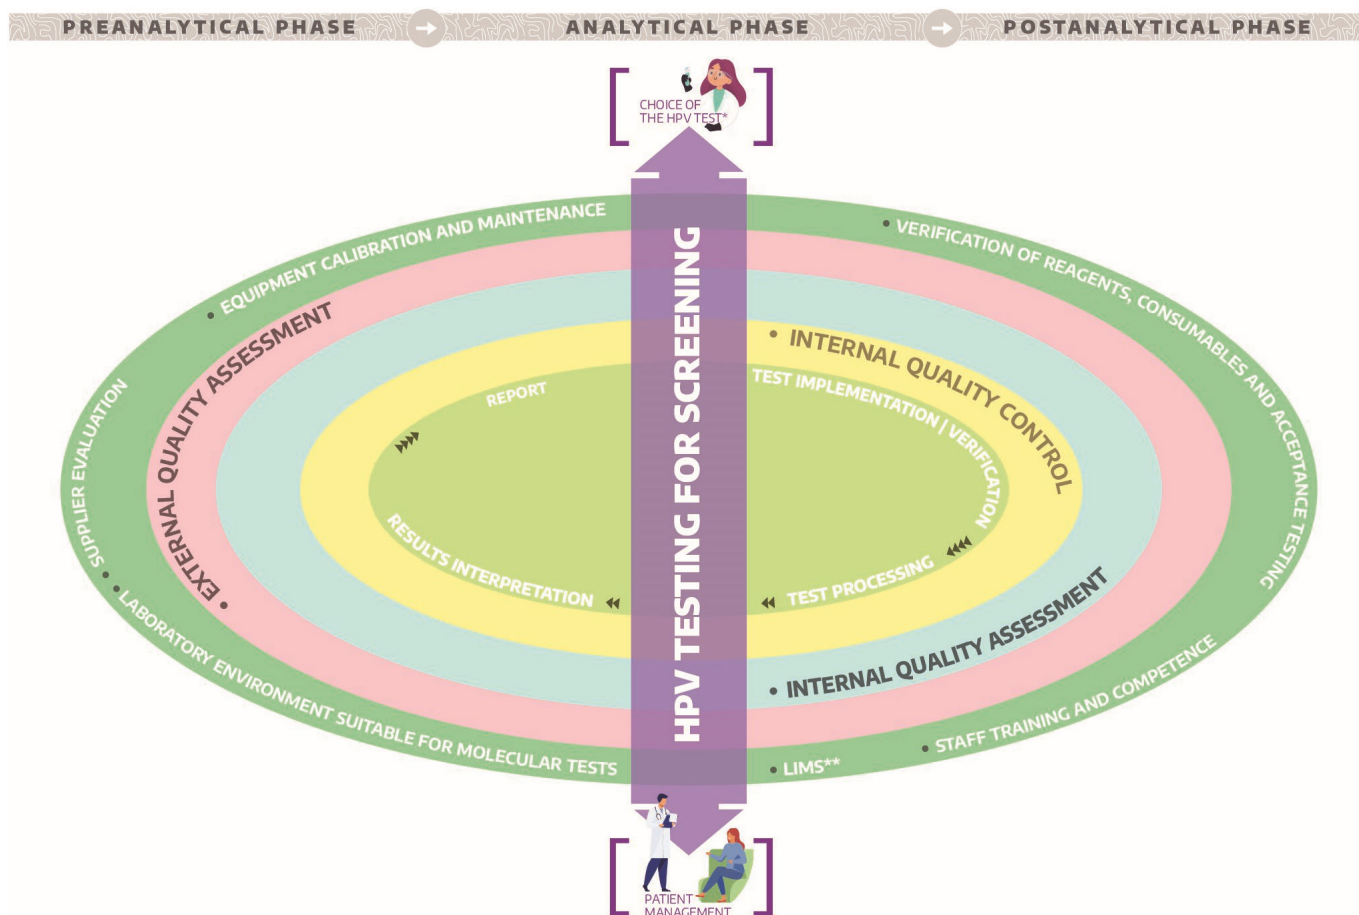 PREANALYTICAL PHASE
ANALYTICAL PHASE
POSTANALYTICAL PHASE
CHOICE OF
THE HPV TEST*
HPV TESTING FOR SCREENING
• EQUIPMENT CALIBRATION AND MAINTENANCE
• VERIFICATION OF REAGENTS, CONSUMABLES AND ACCEPTANCE TESTING
• STAFF TRAINING AND COMPETENCE
• LIMS**
• LABORATORY ENVIRONMENT SUITABLE FOR MOLECULAR TESTS
• SUPPLIER EVALUATION
• EXTERNAL QUALITY ASSESSMENT
• INTERNAL QUALITY ASSESSMENT
• INTERNAL QUALITY CONTROL
TEST IMPLEMENTATION | VERIFICATION
TEST PROCESSING
RESULTS INTERPRETATION
REPORT
PATIENT
MANAGEMENT